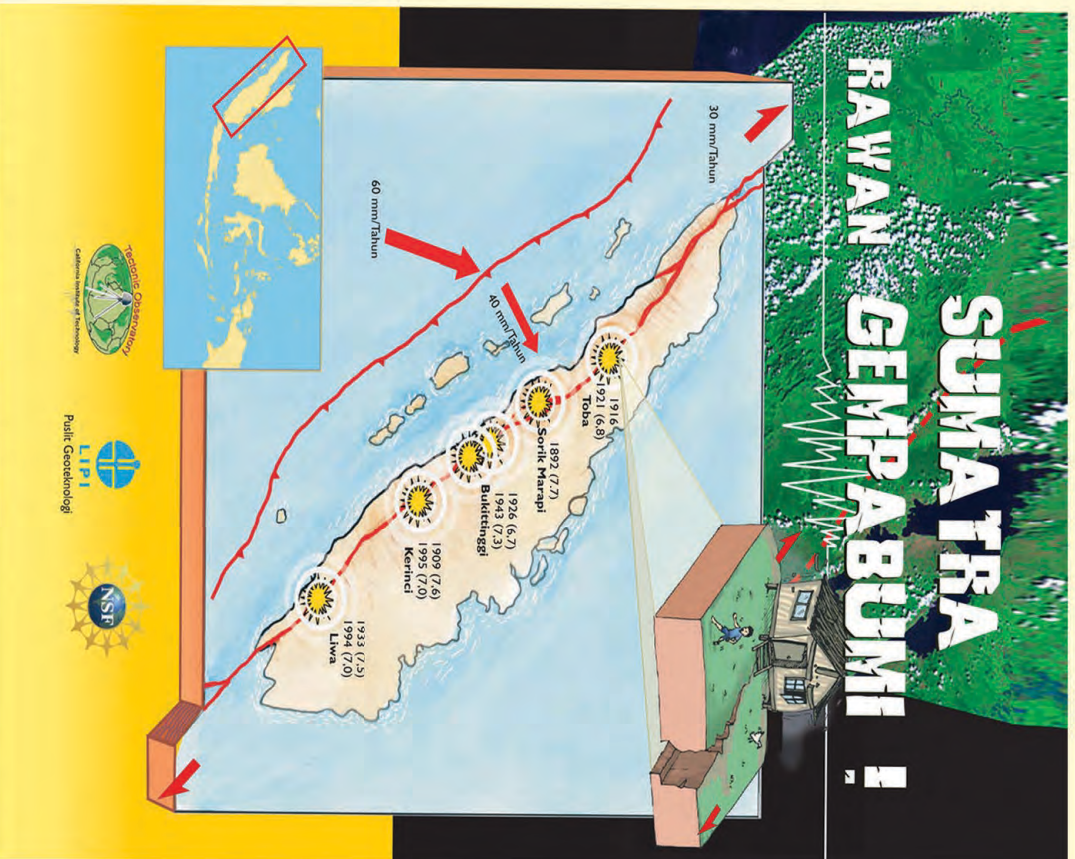 SUMATRA
RAWAN GEMPABUMI !
30 mm/Tahun
60 mm/Tahun
40 mm/Tahun
1916
1921 (6.8)
Toba
1892 (7.7)
Sorik Marapi
1926 (6,7)
1943 (7.3)
Bukittinggi
1909 (7,6)
1995 (7,0)
Kerinci
1933 (7.5)
1994 (7,0)
Liwa
Tectonic Observatory
California Institute of Technology
LIPI
Puslit Geoteknologi
NSF